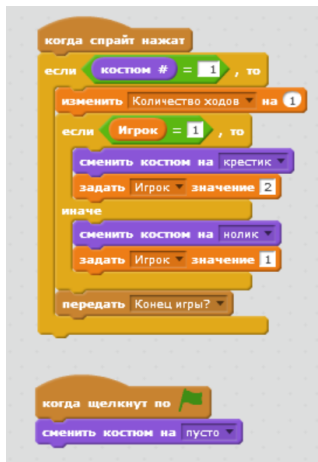 когда спрайт нажат
если костюм # = 1 , то
изменить Количество ходов на 1
если Игрок = 1 , то
сменить костюм на крестик
задать Игрок значение 2
иначе
сменить костюм на нолик
задать Игрок значение 1
передать Конец игры?
когда щелкнут по
сменить костюм на пусто